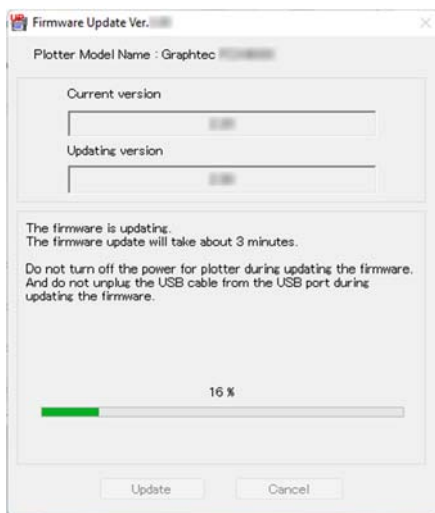 Firmware Update Ver.
Plotter Model Name : Graphtec
Current version
Updating version
The firmware is updating.
The firmware update will take about 3 minutes.
Do not turn off the power for plotter during updating the firmware.
And do not unplug the USB cable from the USB port during
updating the firmware.
16 %
Update
Cancel